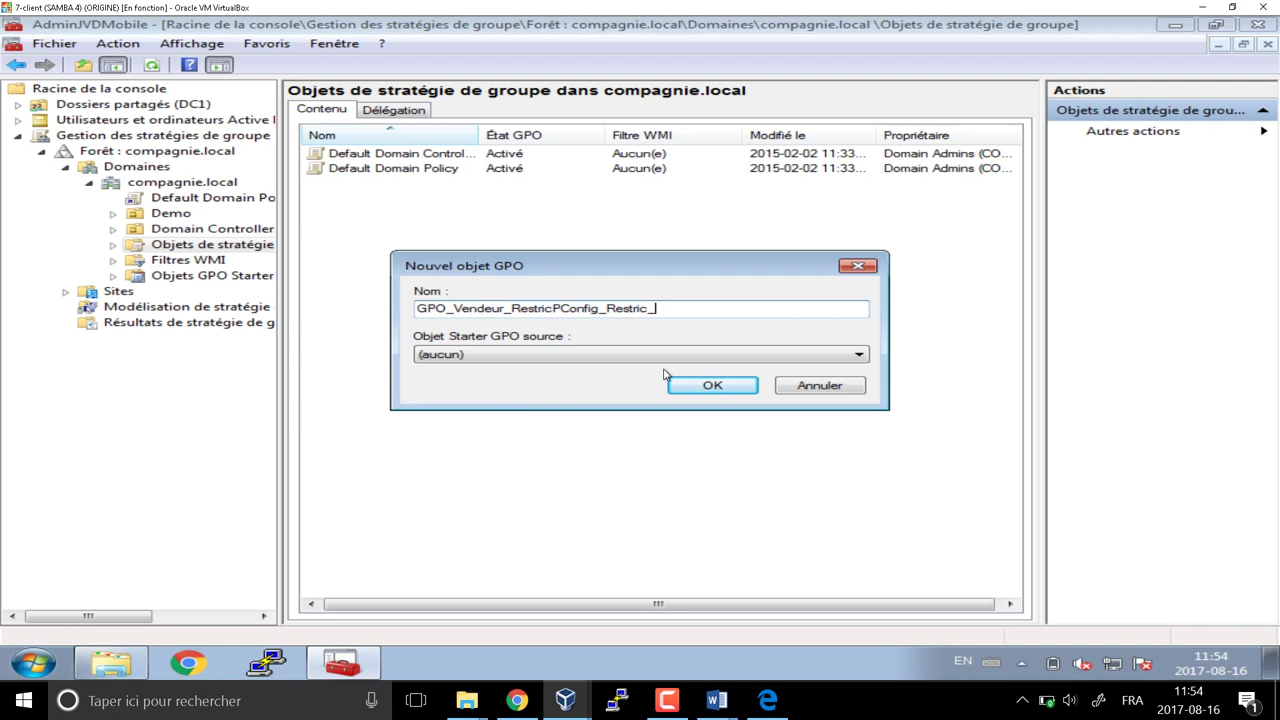 7-client (SAMBA 4) (ORIGINE) [En fonction] - Oracle VM VirtualBox
AdminJVDMobile - [Racine de la console\Gestion des stratégies de groupe\Forêt : compagnie.local\Domaines\compagnie.local \Objets de stratégie de groupe]
Fichier Action Affichage Favoris Fenêtre ?
Racine de la console
Dossiers partagés (DC1)
Utilisateurs et ordinateurs Active
Gestion des stratégies de groupe
Forêt : compagnie.local
Domaines
compagnie.local
Default Domain Po
Demo
Domain Controller
Objets de stratégie
Filtres WMI
Objets GPO Starter
Sites
Modélisation de stratégie
Résultats de stratégie de g
Objets de stratégie de groupe dans compagnie.local
Contenu Délégation
Nom État GPO Filtre WMI Modifié le Propriétaire
Default Domain Control... Activé Aucun(e) 2015-02-02 11:33... Domain Admins (CO...
Default Domain Policy Activé Aucun(e) 2015-02-02 11:33... Domain Admins (CO...
Nouvel objet GPO
Nom :
GPO_Vendeur_RestricPConfig_Restric_
Objet Starter GPO source :
(aucun)
OK Annuler
Actions
Objets de stratégie de grou...
Autres actions
EN
11:54
2017-08-16
Taper ici pour rechercher
FRA
11:54
2017-08-16
1